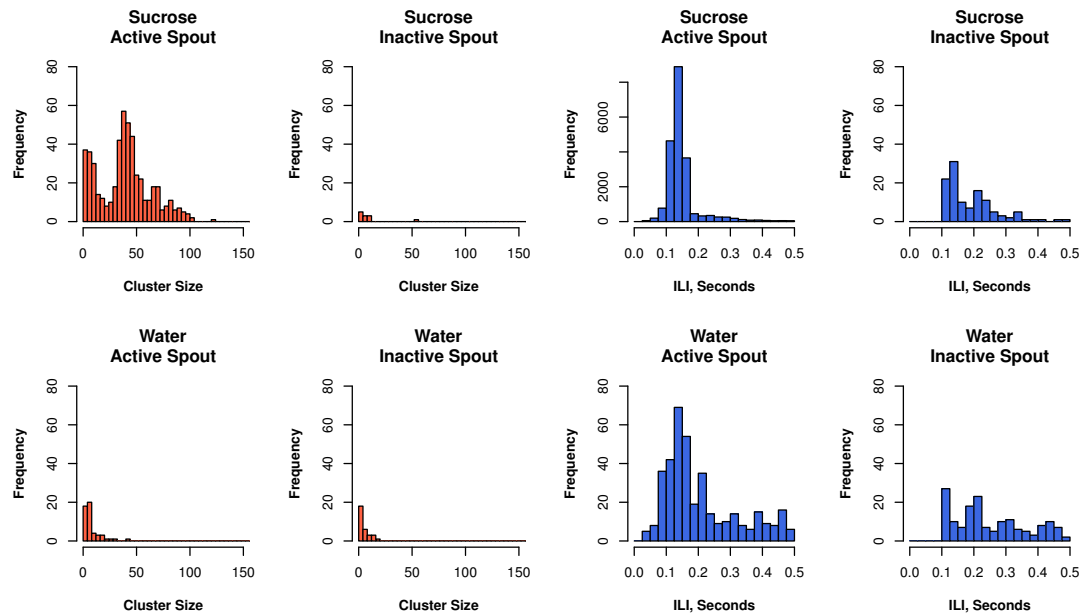 Sucrose
Active Spout
Frequency
80
60
40
20
0
0 50 100 150
Cluster Size
Sucrose
Inactive Spout
Frequency
80
60
40
20
0
0 50 100 150
Cluster Size
Sucrose
Active Spout
Frequency
6000
2000
0
0.0 0.1 0.2 0.3 0.4 0.5
ILI, Seconds
Sucrose
Inactive Spout
Frequency
80
60
40
20
0
0.0 0.1 0.2 0.3 0.4 0.5
ILI, Seconds
Water
Active Spout
Frequency
80
60
40
20
0
0 50 100 150
Cluster Size
Water
Inactive Spout
Frequency
80
60
40
20
0
0 50 100 150
Cluster Size
Water
Active Spout
Frequency
80
60
40
20
0
0.0 0.1 0.2 0.3 0.4 0.5
ILI, Seconds
Water
Inactive Spout
Frequency
80
60
40
20
0
0.0 0.1 0.2 0.3 0.4 0.5
ILI, Seconds